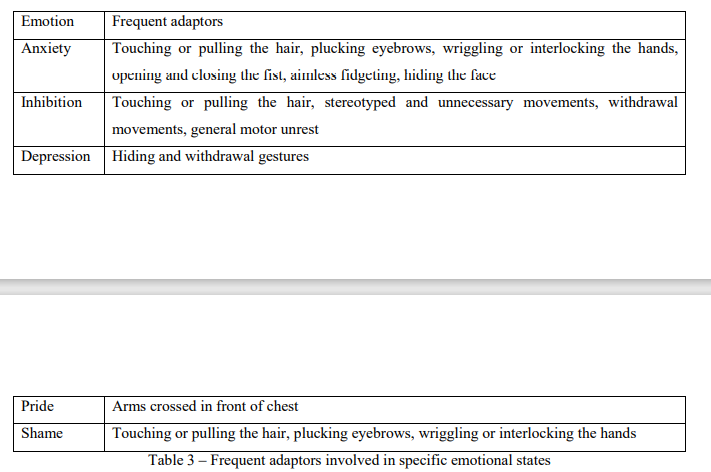 Emotion Frequent adaptors
Anxiety Touching or pulling the hair, plucking eyebrows, wriggling or interlocking the hands,
opening and closing the fist, aimless fidgeting, hiding the face
Inhibition Touching or pulling the hair, stereotyped and unnecessary movements, withdrawal
movements, general motor unrest
Depression Hiding and withdrawal gestures
Pride Arms crossed in front of chest
Shame Touching or pulling the hair, plucking eyebrows, wriggling or interlocking the hands
Table 3 – Frequent adaptors involved in specific emotional states